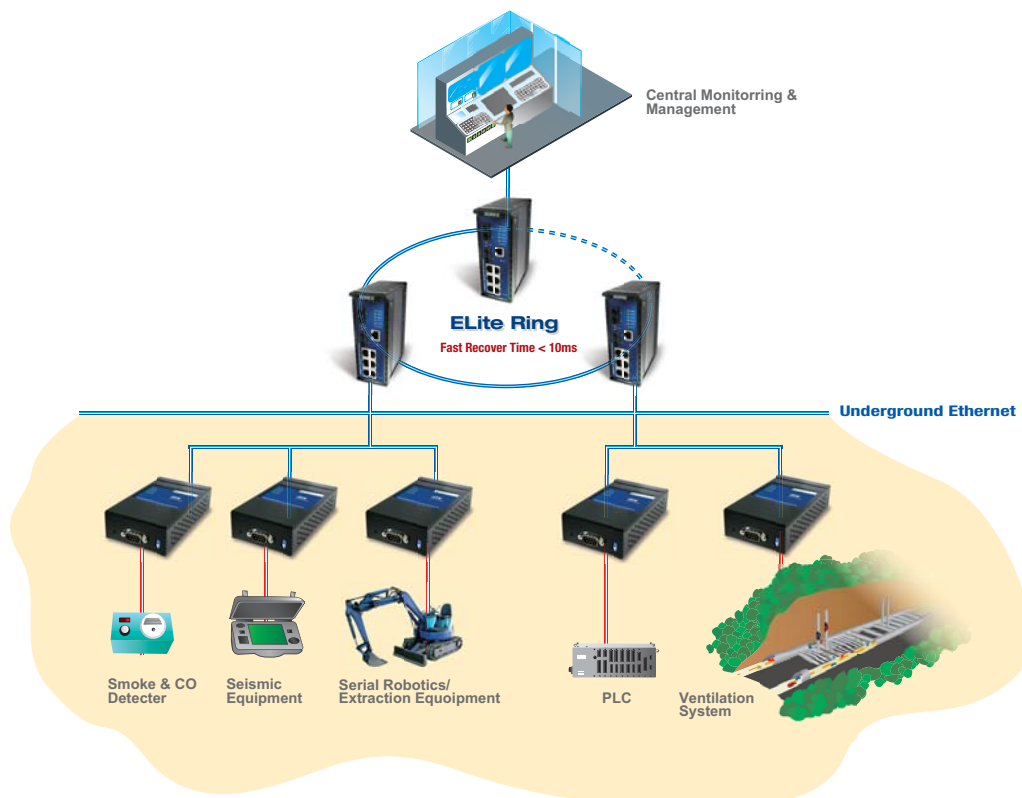 Central Monitorring &
Management
ELite Ring
Fast Recover Time < 10ms
Underground Ethernet
Smoke & CO
Detecter
Seismic
Equipment
Serial Robotics/
Extraction Equoipment
PLC
Ventilation
System